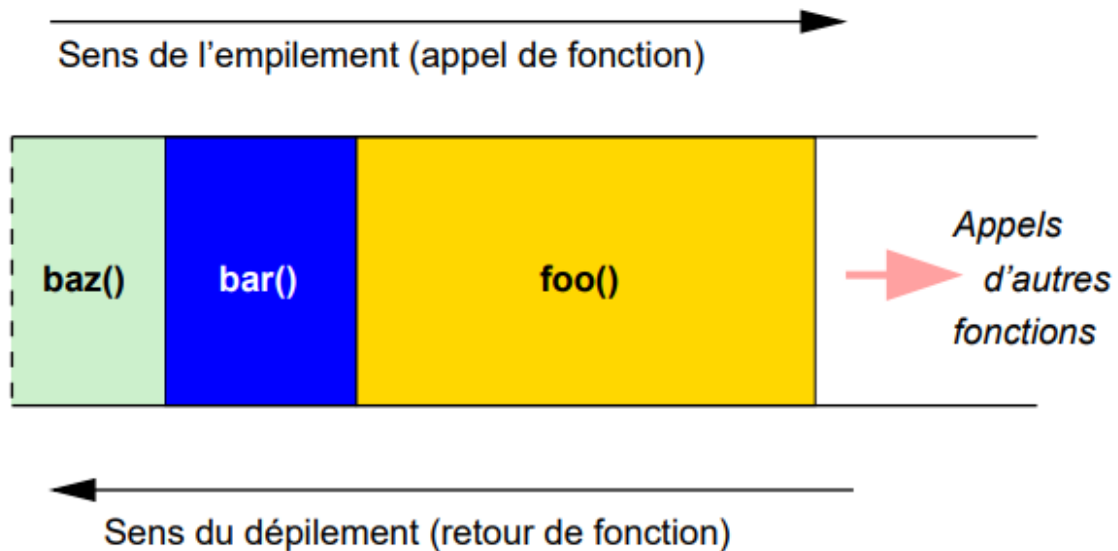 Sens de l’empilement (appel de fonction)
baz()
bar()
foo()
Appels
d’autres
fonctions
Sens du dépilement (retour de fonction)